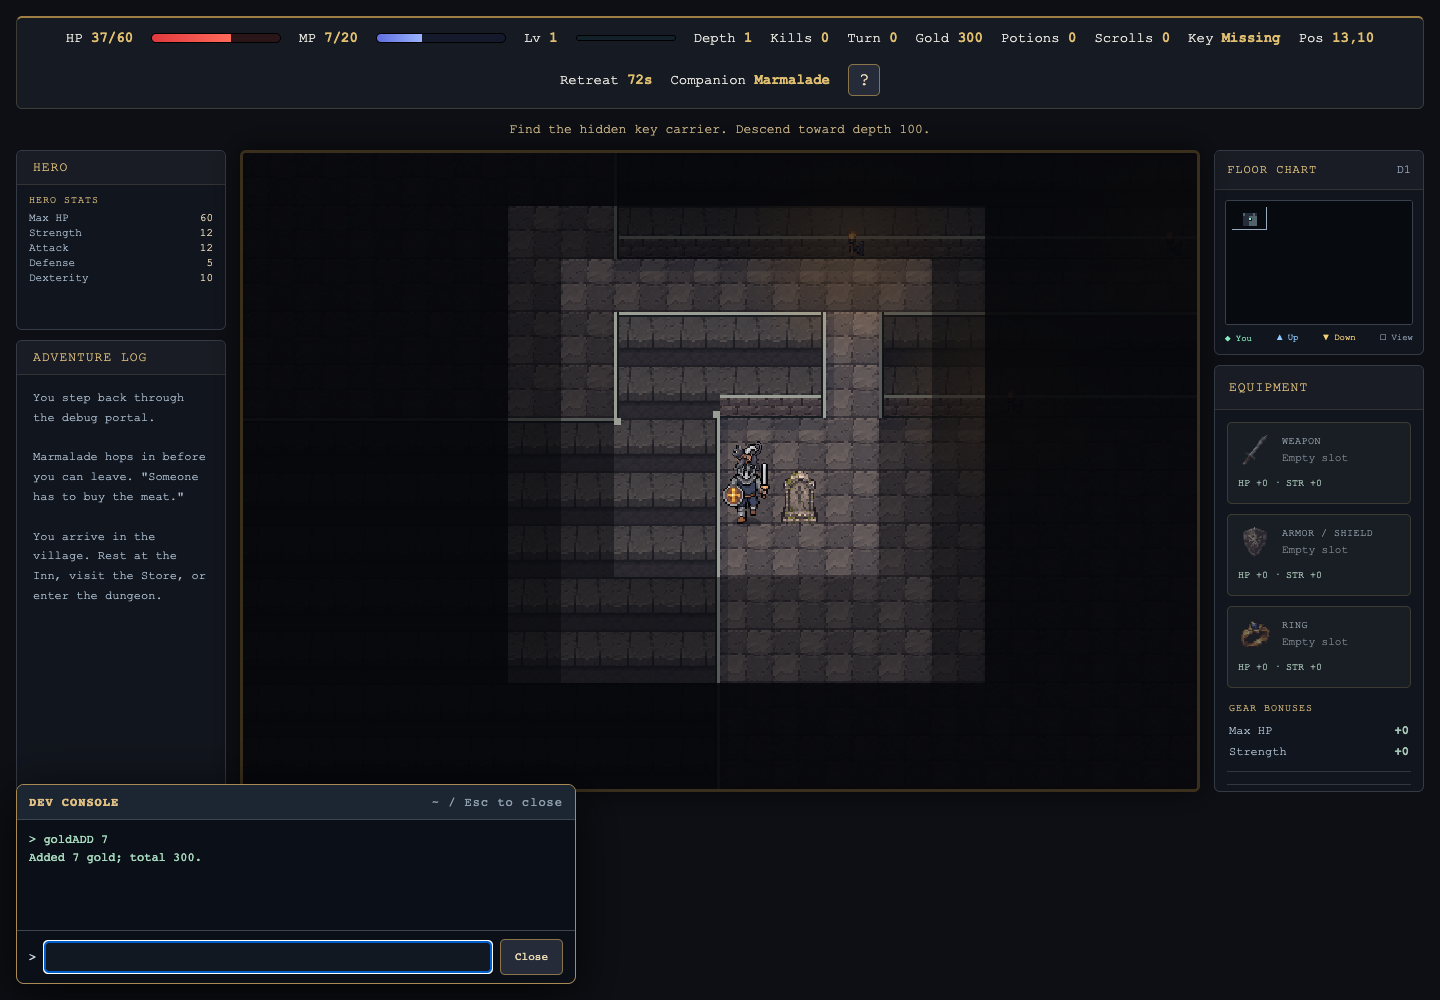 HP 37/60 MP 7/20 Lv 1 Depth 1 Kills 0 Turn 0 Gold 300 Potions 0 Scrolls 0 Key Missing Pos 13,10
Retreat 72s Companion Marmalade ?
Find the hidden key carrier. Descend toward depth 100.
HERO
HERO STATS
Max HP 60
Strength 12
Attack 12
Defense 5
Dexterity 10
ADVENTURE LOG
You step back through
the debug portal.
Marmalade hops in before
you can leave. "Someone
has to buy the meat."
You arrive in the
village. Rest at the
Inn, visit the Store, or
enter the dungeon.
FLOOR CHART D1
◆ You ▲ Up ▼ Down □ View
EQUIPMENT
WEAPON
Empty slot
HP +0 · STR +0
ARMOR / SHIELD
Empty slot
HP +0 · STR +0
RING
Empty slot
HP +0 · STR +0
GEAR BONUSES
Max HP +0
Strength +0
DEV CONSOLE ~ / Esc to close
> goldADD 7
Added 7 gold; total 300.
> Close